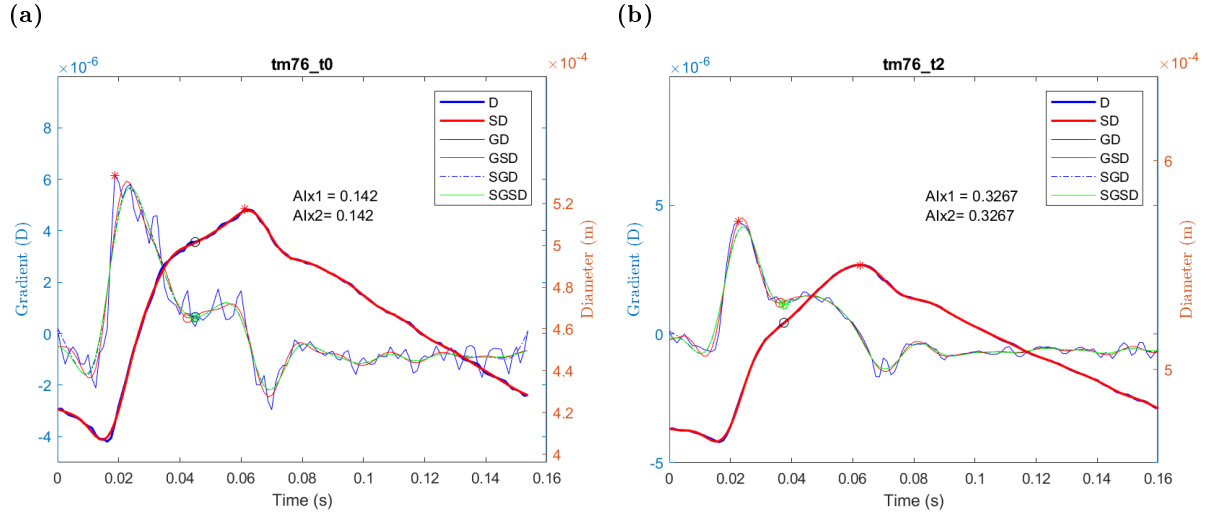 (a)
tm76_t0
×10⁻⁶
×10⁻⁴
D
SD
GD
GSD
SGD
SGSD
AIx1 = 0.142
AIx2= 0.142
Gradient (D)
8
6
4
2
0
-2
-4
Diameter (m)
5.2
5
4.8
4.6
4.4
4.2
4
0 0.02 0.04 0.06 0.08 0.1 0.12 0.14 0.16
Time (s)
(b)
tm76_t2
×10⁻⁶
×10⁻⁴
D
SD
GD
GSD
SGD
SGSD
AIx1 = 0.3267
AIx2= 0.3267
Gradient (D)
5
0
-5
Diameter (m)
6
5
0 0.02 0.04 0.06 0.08 0.1 0.12 0.14 0.16
Time (s)